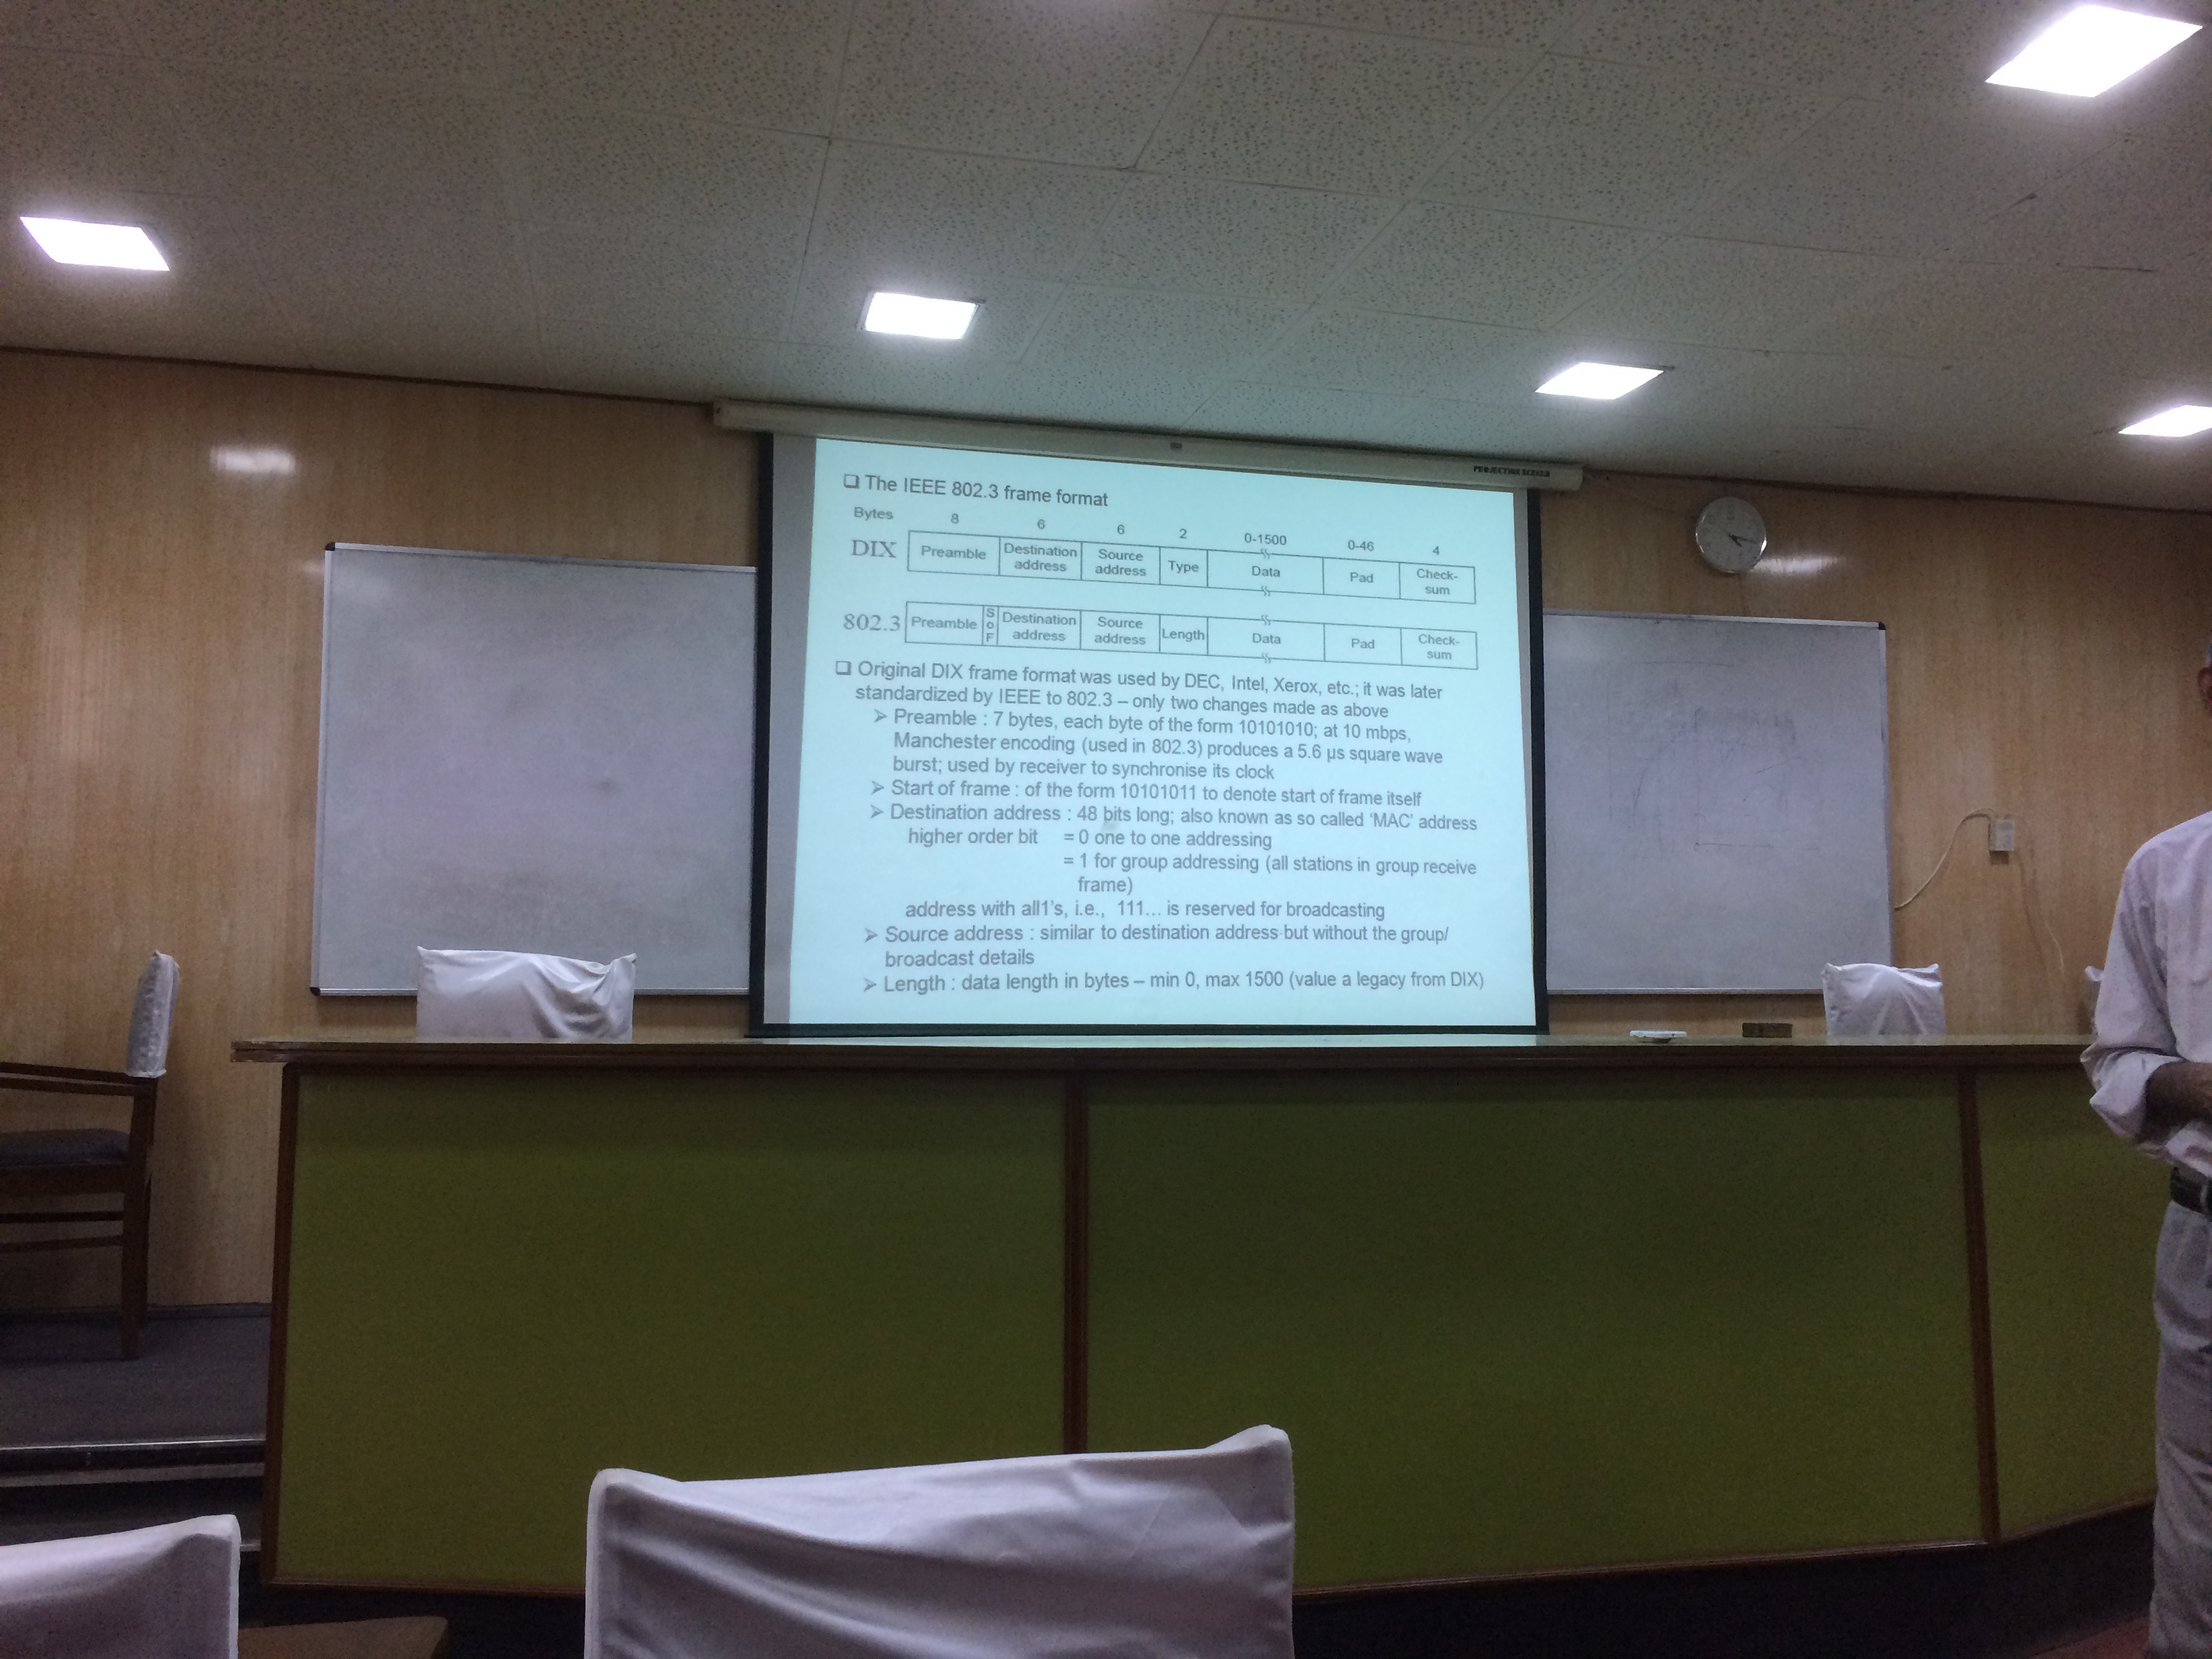 PROJECTION SCREEN
❑ The IEEE 802.3 frame format
Bytes 8 6 6 2 0-1500 0-46 4
DIX Preamble Destination address Source address Type Data Pad Check-sum
802.3 Preamble SoF Destination address Source address Length Data Pad Check-sum
❑ Original DIX frame format was used by DEC, Intel, Xerox, etc.; it was later
standardized by IEEE to 802.3 – only two changes made as above
➢ Preamble : 7 bytes, each byte of the form 10101010; at 10 mbps,
Manchester encoding (used in 802.3) produces a 5.6 µs square wave
burst; used by receiver to synchronise its clock
➢ Start of frame : of the form 10101011 to denote start of frame itself
➢ Destination address : 48 bits long; also known as so called ‘MAC’ address
higher order bit = 0 one to one addressing
= 1 for group addressing (all stations in group receive
frame)
address with all1’s, i.e., 111... is reserved for broadcasting
➢ Source address : similar to destination address but without the group/
broadcast details
➢ Length : data length in bytes – min 0, max 1500 (value a legacy from DIX)